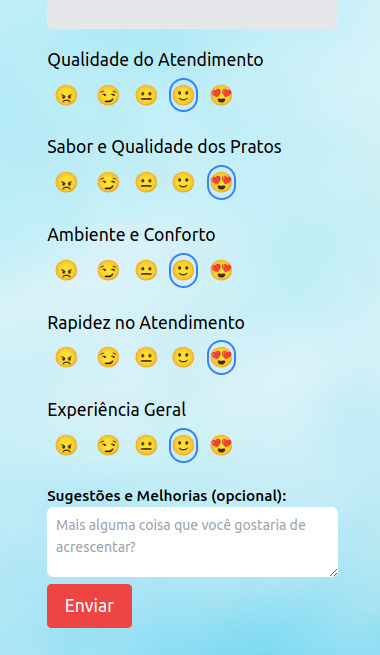 Qualidade do Atendimento
Sabor e Qualidade dos Pratos
Ambiente e Conforto
Rapidez no Atendimento
Experiência Geral
Sugestões e Melhorias (opcional):
Mais alguma coisa que você gostaria de
acrescentar?
Enviar